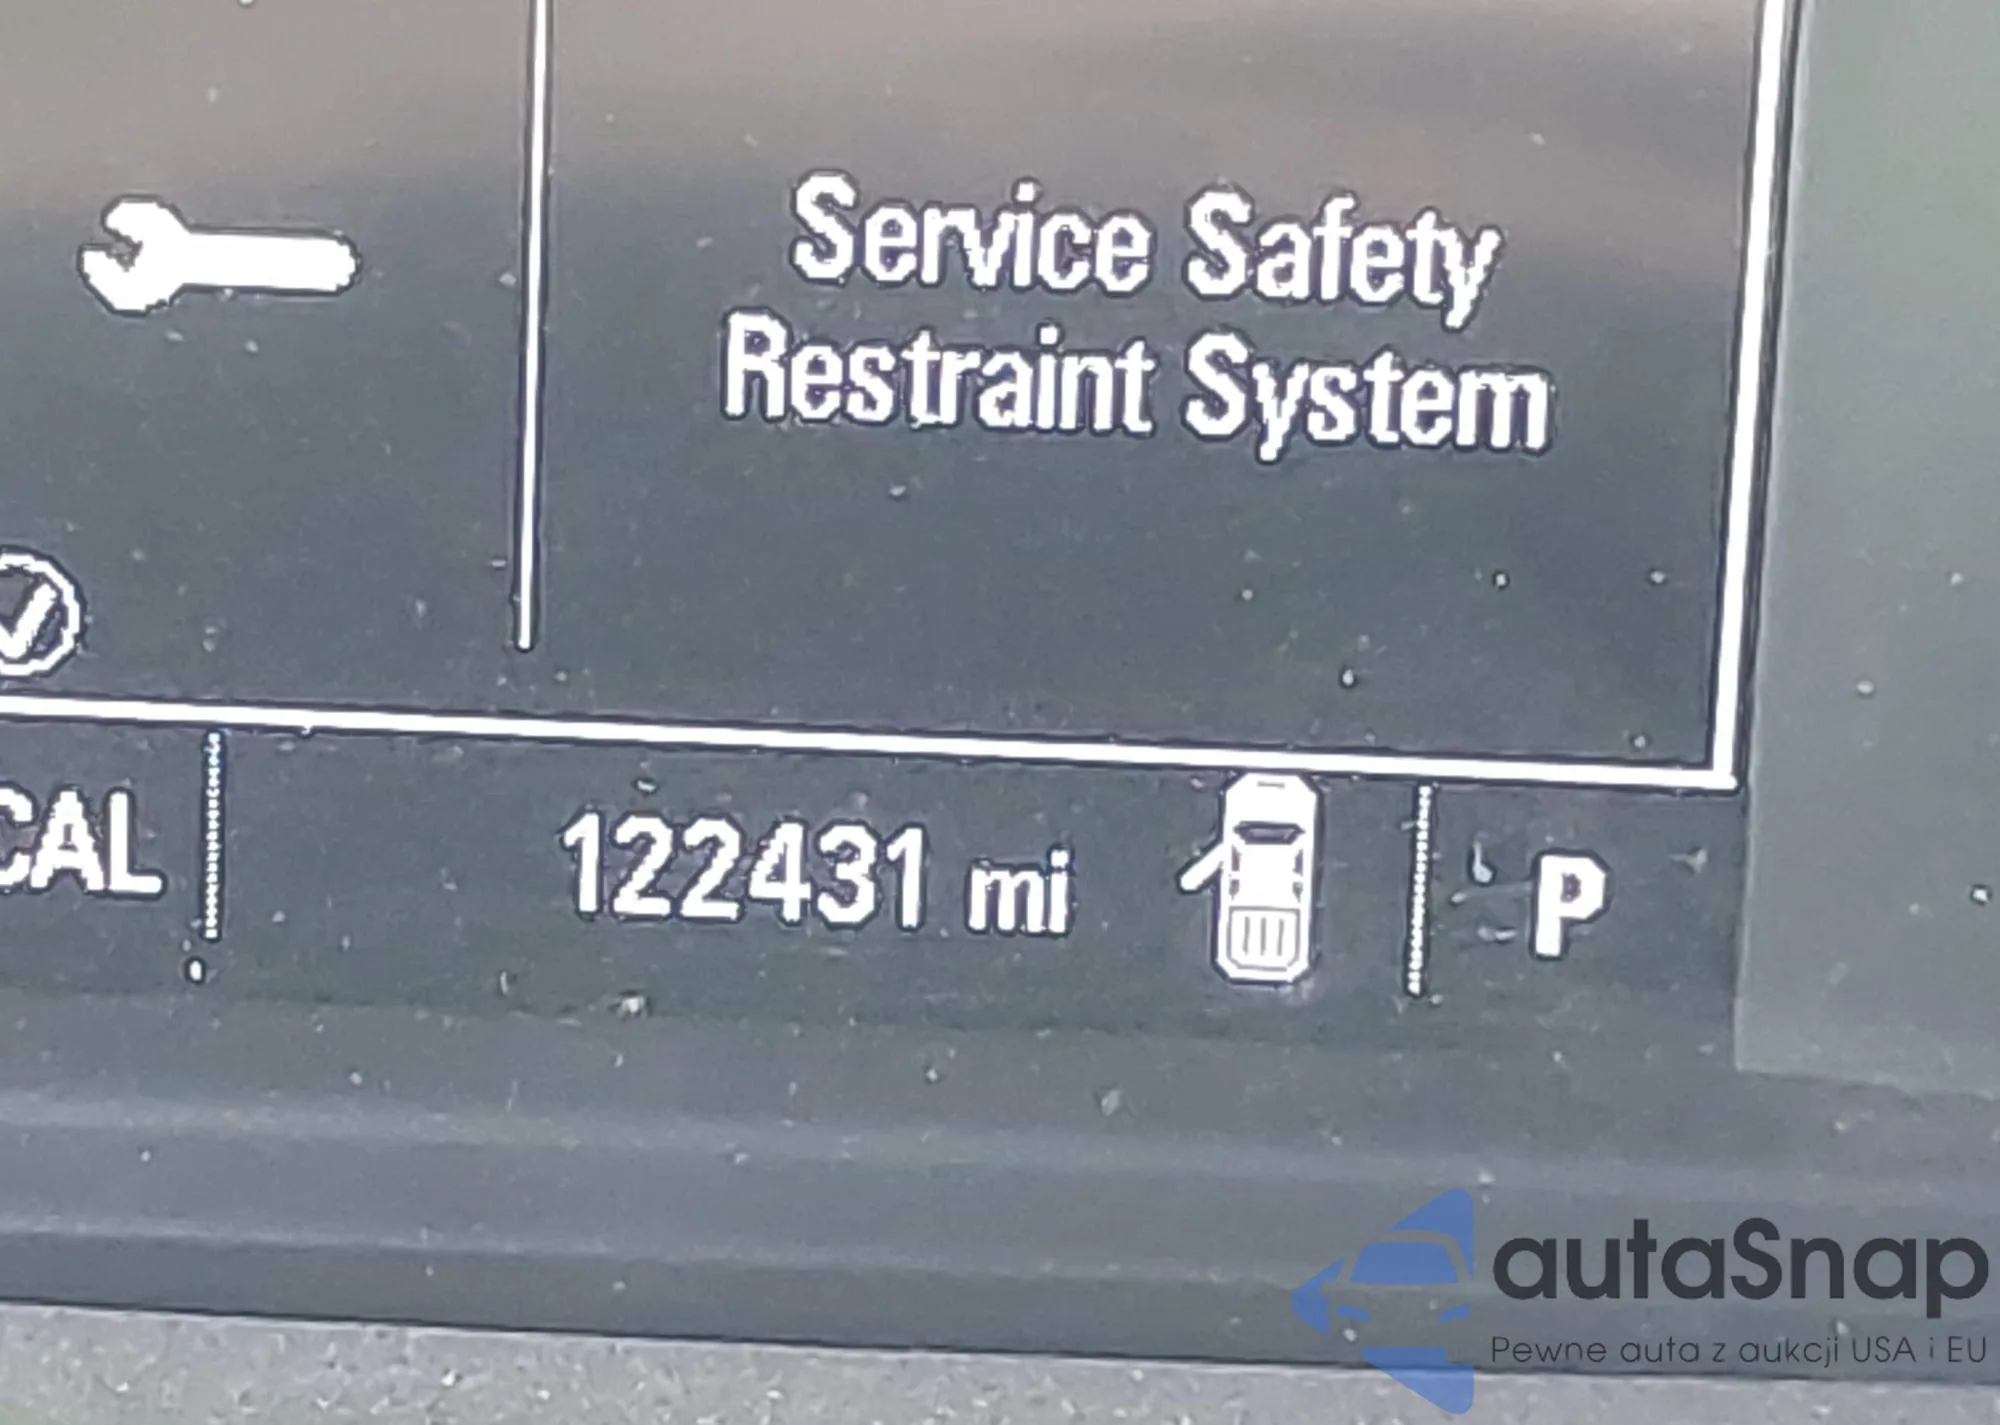 Service Safety
Restraint System
CAL
122431 mi
P
autaSnap
Pewne auta z aukcji USA i EU